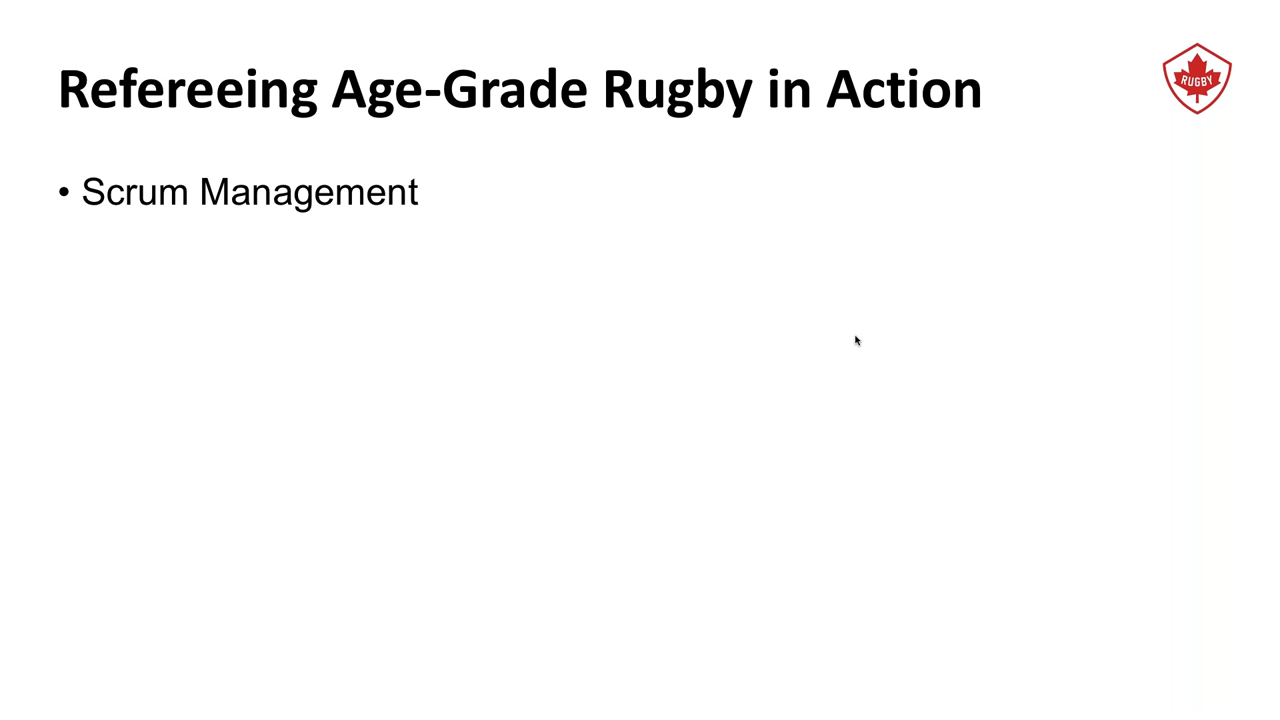 Refereeing Age-Grade Rugby in Action
RUGBY
• Scrum Management